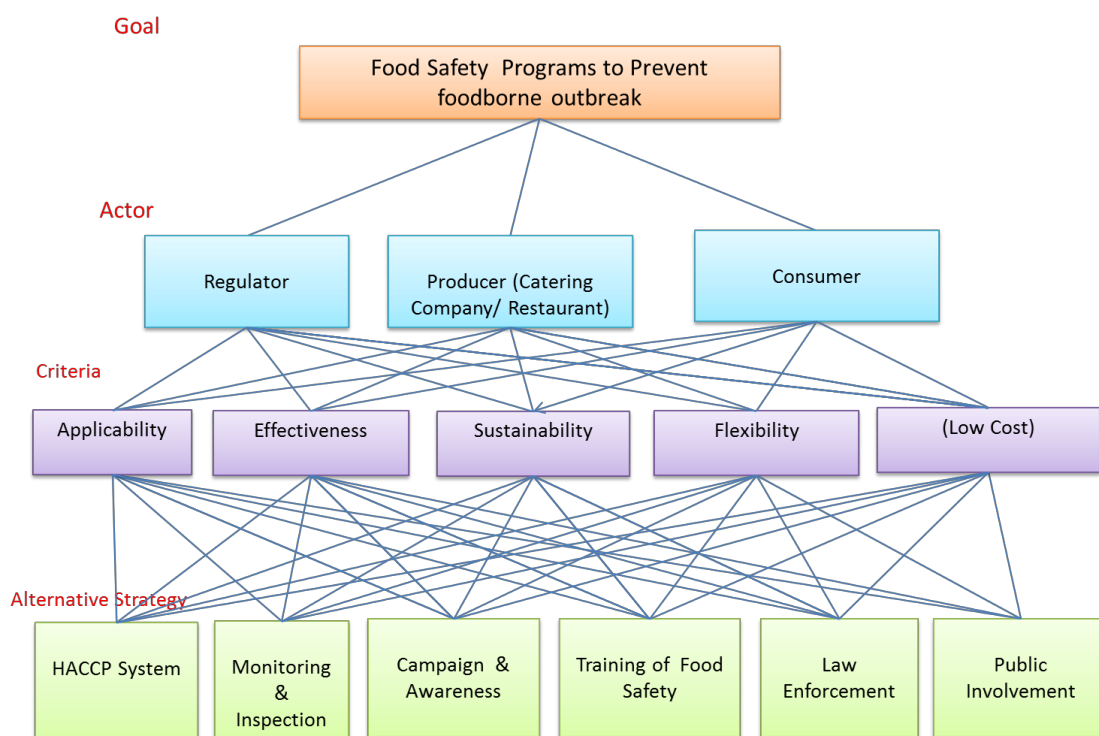 Goal
Food Safety Programs to Prevent
foodborne outbreak
Actor
Regulator
Producer (Catering
Company/ Restaurant)
Consumer
Criteria
Applicability
Effectiveness
Sustainability
Flexibility
(Low Cost)
Alternative Strategy
HACCP System
Monitoring
&
Inspection
Campaign &
Awareness
Training of Food
Safety
Law
Enforcement
Public
Involvement